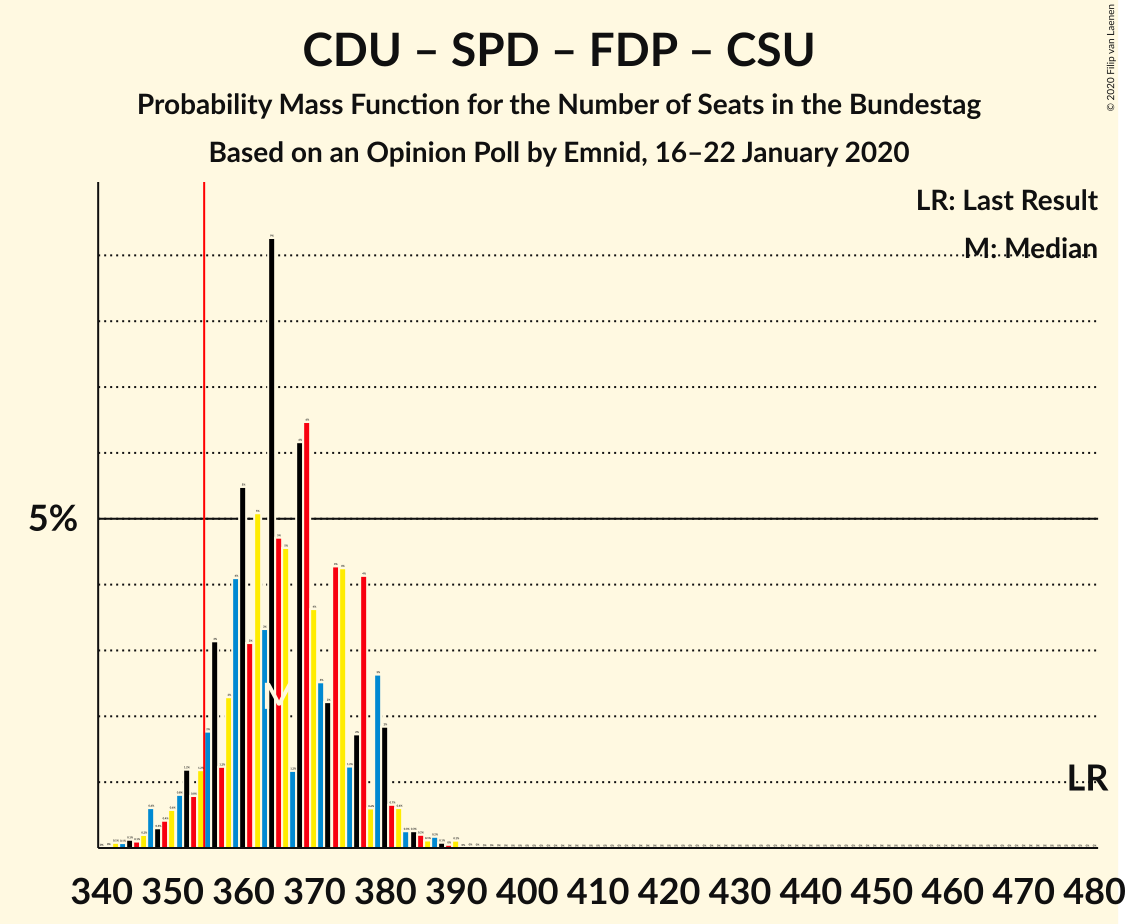 CDU – SPD – FDP – CSU
Probability Mass Function for the Number of Seats in the Bundestag
Based on an Opinion Poll by Emnid, 16–22 January 2020
© 2020 Filip van Laenen
LR: Last Result
M: Median
5%
M
LR
340 350 360 370 380 390 400 410 420 430 440 450 460 470 480